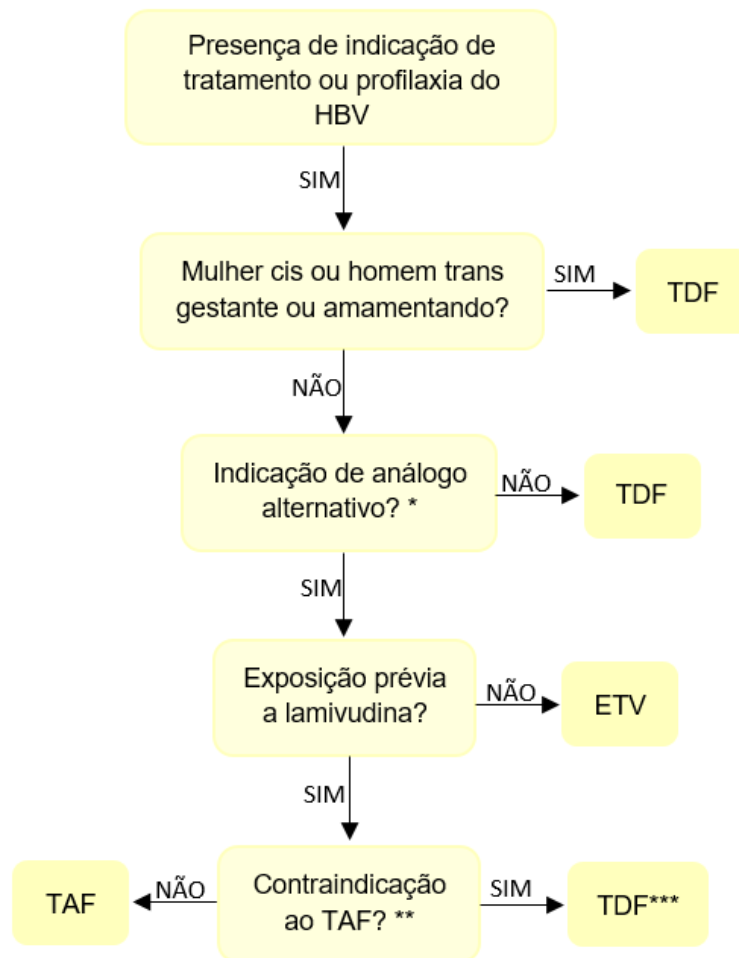 Presença de indicação de
tratamento ou profilaxia do
HBV
SIM
Mulher cis ou homem trans
gestante ou amamentando?
SIM
TDF
NÃO
Indicação de análogo
alternativo? *
NÃO
TDF
SIM
Exposição prévia
a lamivudina?
NÃO
ETV
SIM
TAF
NÃO
Contraindicação
ao TAF? **
SIM
TDF***